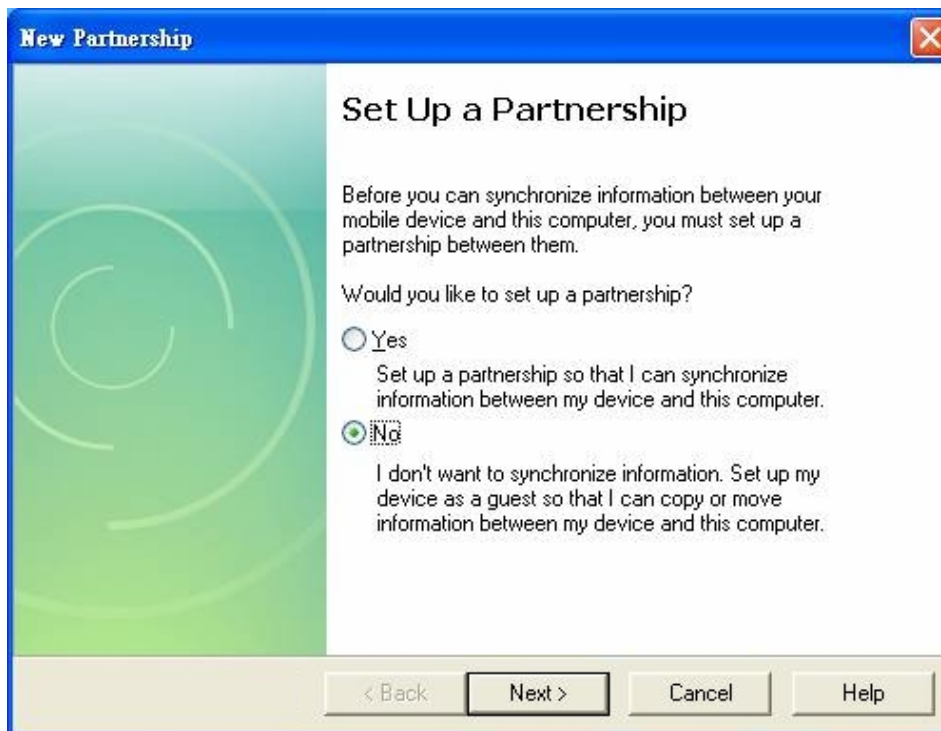 New Partnership
Set Up a Partnership
Before you can synchronize information between your
mobile device and this computer, you must set up a
partnership between them.
Would you like to set up a partnership?
Yes
Set up a partnership so that I can synchronize
information between my device and this computer.
No
I don't want to synchronize information. Set up my
device as a guest so that I can copy or move
information between my device and this computer.
< Back
Next >
Cancel
Help